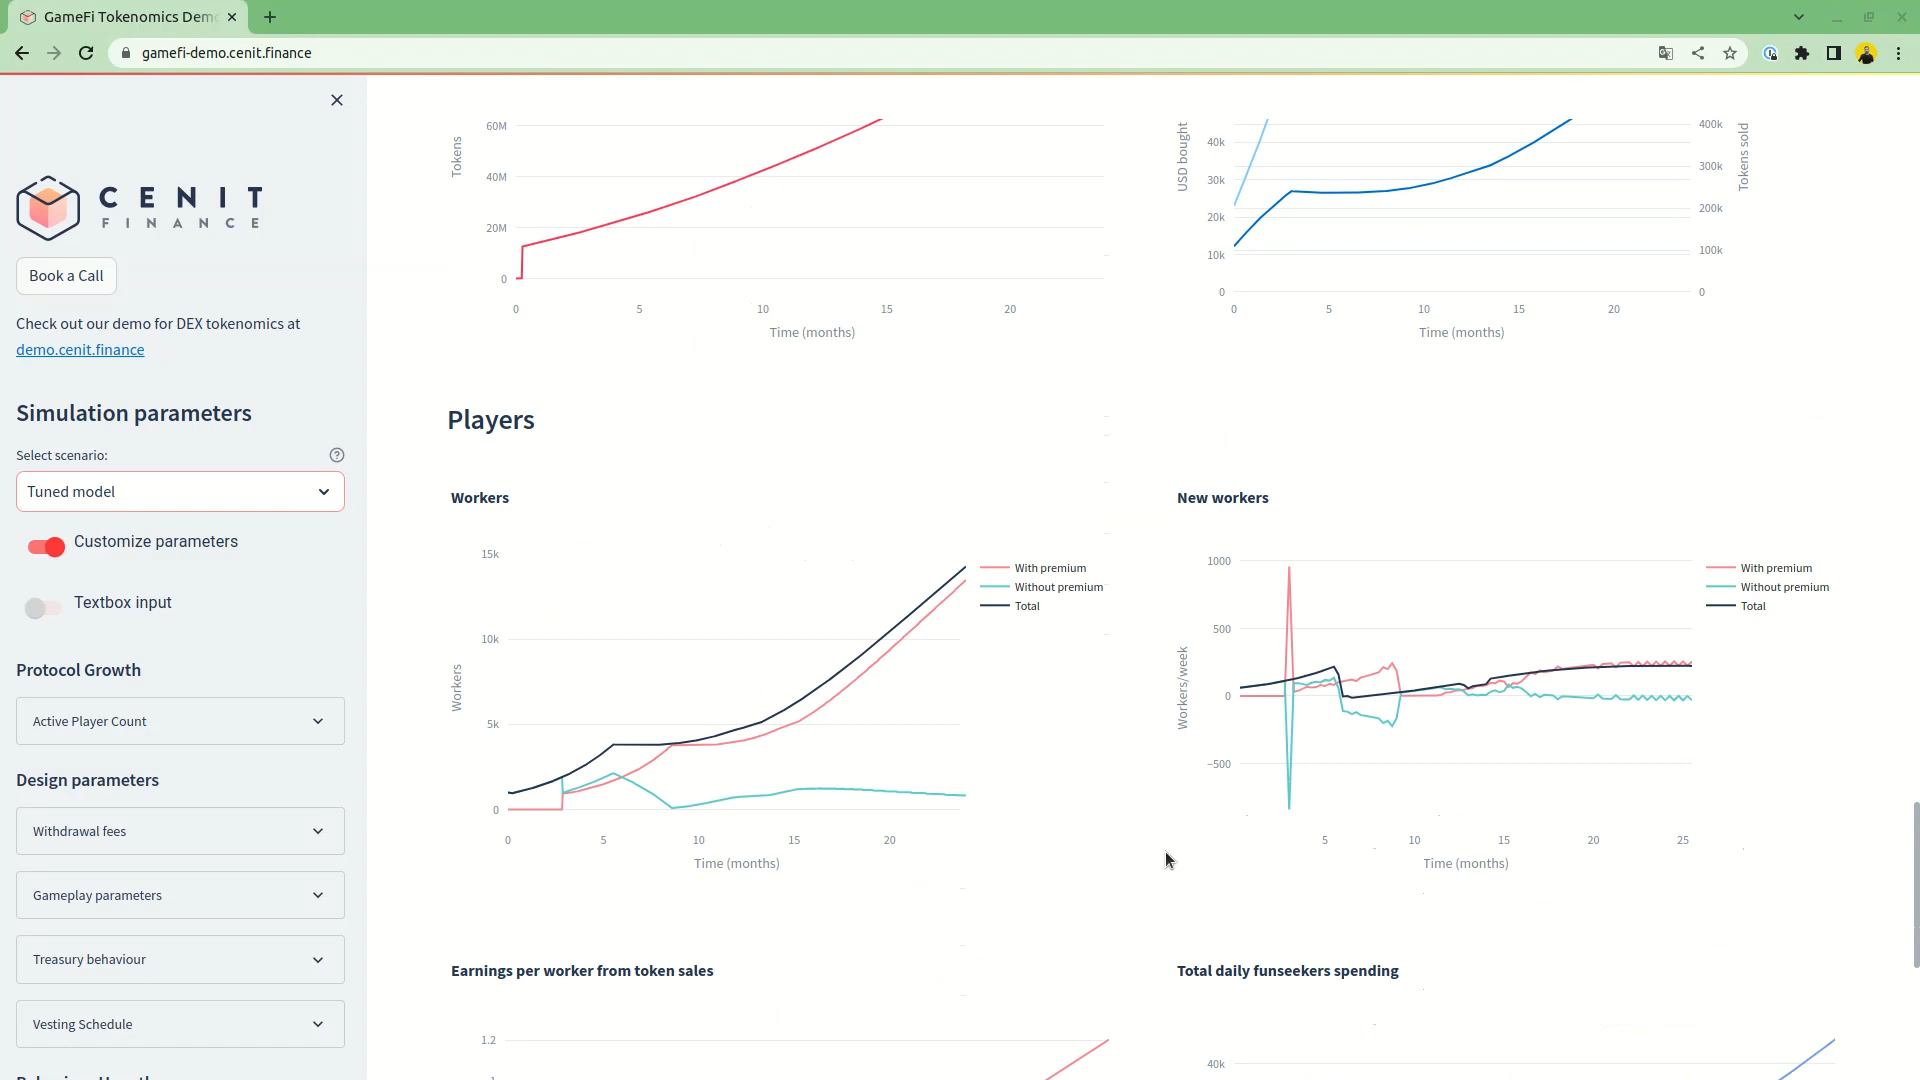 GameFi Tokenomics Dem
gamefi-demo.cenit.finance
CENIT
FINANCE
Book a Call
Check out our demo for DEX tokenomics at
demo.cenit.finance
Simulation parameters
Select scenario:
Tuned model
Customize parameters
Textbox input
Protocol Growth
Active Player Count
Design parameters
Withdrawal fees
Gameplay parameters
Treasury behaviour
Vesting Schedule
Tokens
60M
40M
20M
0
0 5 10 15 20
Time (months)
USD bought
40k
30k
20k
10k
0
400k
300k
200k
100k
0
Tokens sold
0 5 10 15 20
Time (months)
Players
Workers
Workers
15k
10k
5k
0
0 5 10 15 20
Time (months)
With premium
Without premium
Total
New workers
Workers/week
1000
500
0
−500
5 10 15 20 25
Time (months)
With premium
Without premium
Total
Earnings per worker from token sales
1.2
Total daily funseekers spending
40k